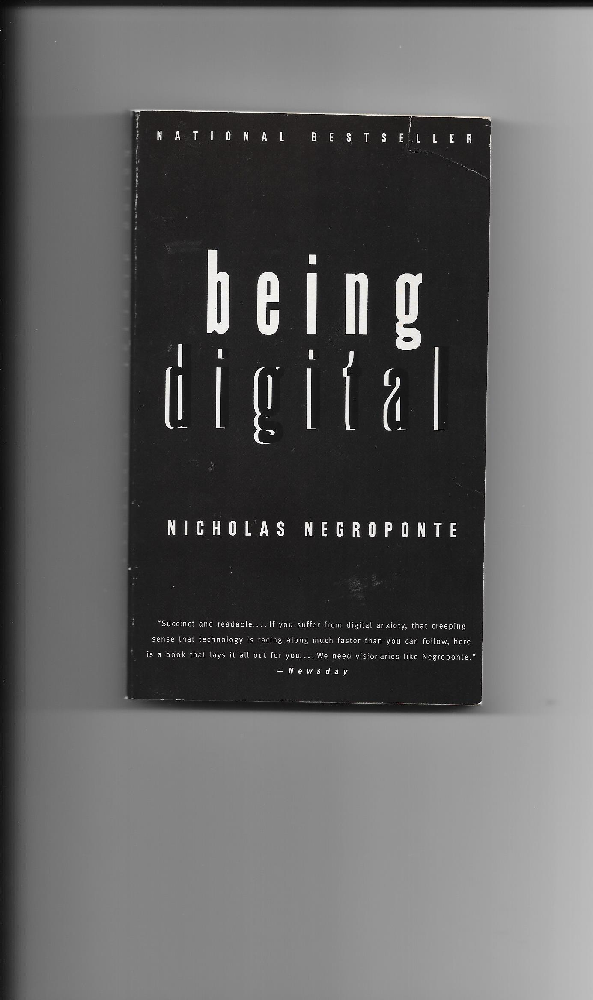 NATIONAL BESTSELLER
being
digital
NICHOLAS NEGROPONTE
“Succinct and readable.... If you suffer from digital anxiety, that creeping
sense that technology is racing along much faster than you can follow, here
is a book that lays it all out for you.... We need visionaries like Negroponte.”
— Newsday